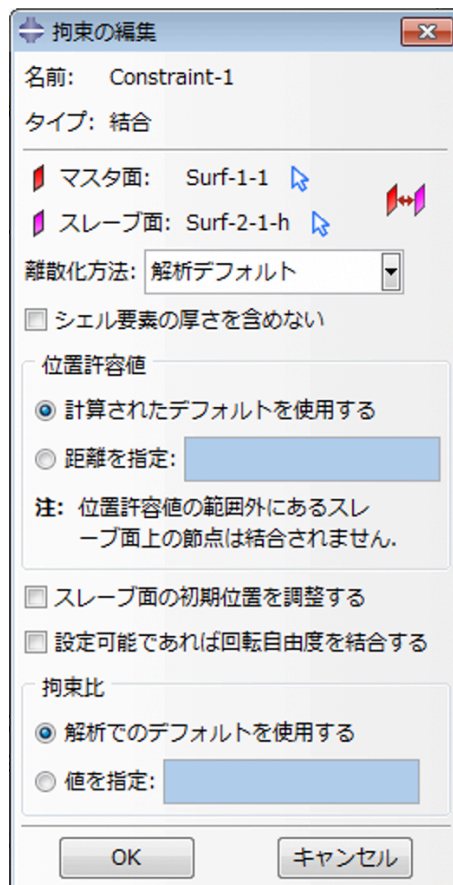 拘束の編集
名前: Constraint-1
タイプ: 結合
マスタ面: Surf-1-1
スレーブ面: Surf-2-1-h
離散化方法: 解析デフォルト
シェル要素の厚さを含めない
位置許容値
計算されたデフォルトを使用する
距離を指定:
注: 位置許容値の範囲外にあるスレ
ーブ面上の節点は結合されません.
スレーブ面の初期位置を調整する
設定可能であれば回転自由度を結合する
拘束比
解析でのデフォルトを使用する
値を指定:
OK キャンセル